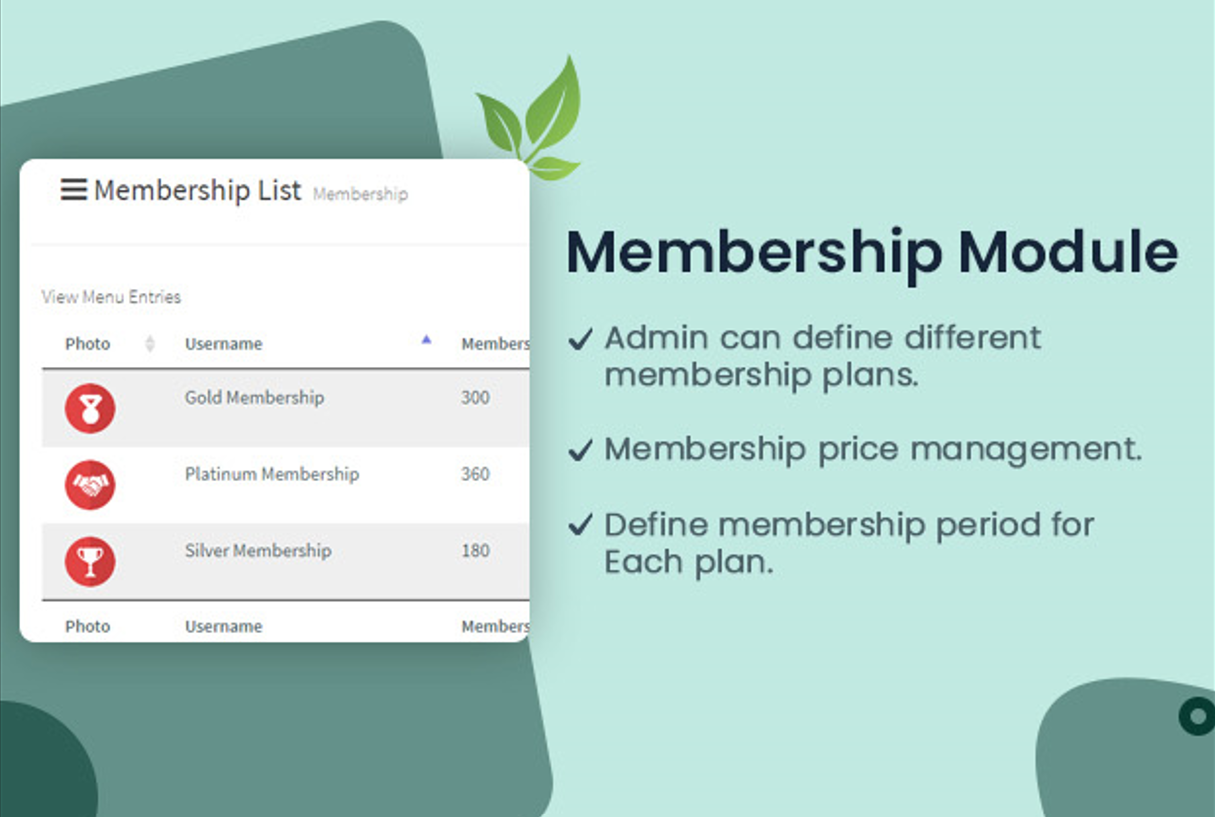 Membership List Membership
View Menu Entries
Photo Username Members
Gold Membership 300
Platinum Membership 360
Silver Membership 180
Photo Username Members
Membership Module
Admin can define different
membership plans.
Membership price management.
Define membership period for
Each plan.